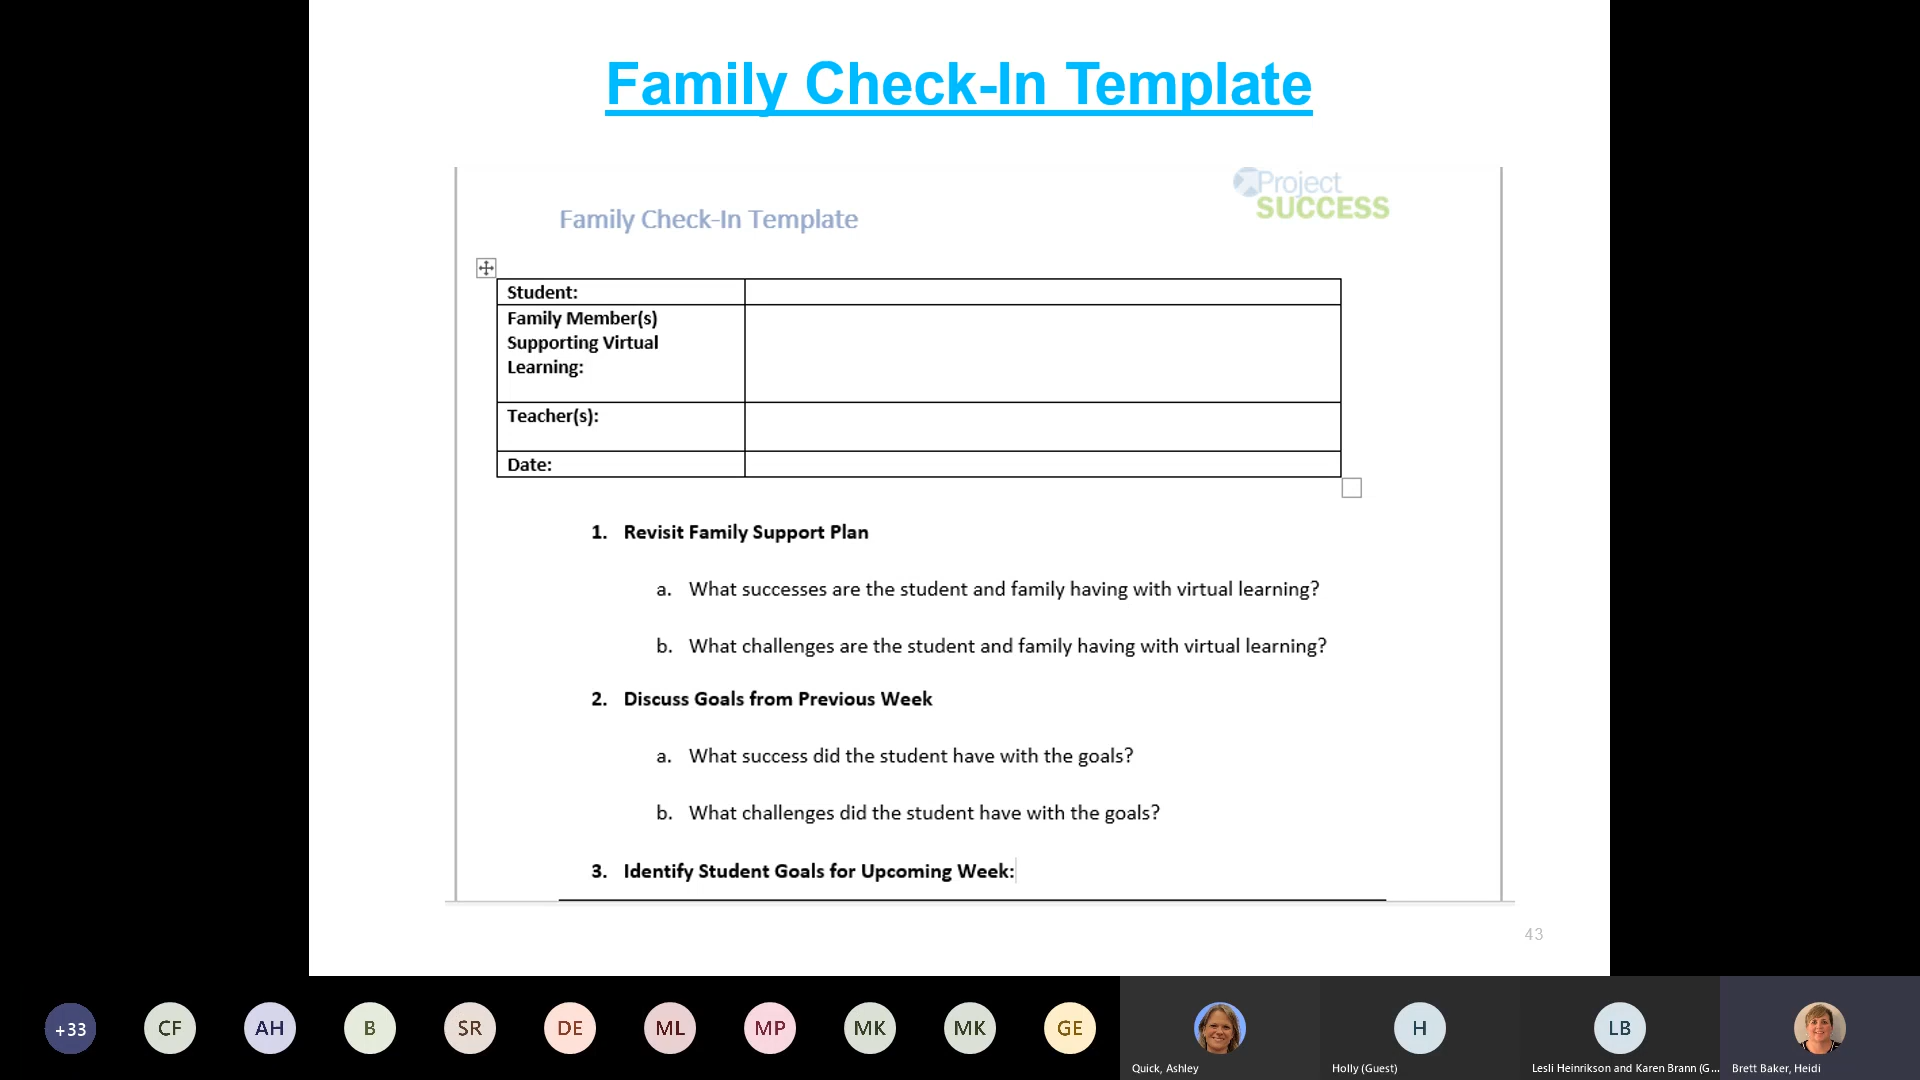 Family Check-In Template
Project
SUCCESS
Family Check-In Template
Student:
Family Member(s)
Supporting Virtual
Learning:
Teacher(s):
Date:
1. Revisit Family Support Plan
a. What successes are the student and family having with virtual learning?
b. What challenges are the student and family having with virtual learning?
2. Discuss Goals from Previous Week
a. What success did the student have with the goals?
b. What challenges did the student have with the goals?
3. Identify Student Goals for Upcoming Week:
43
+33 CF AH B SR DE ML MP MK MK GE H LB
Quick, Ashley Holly (Guest) Lesli Heinrikson and Karen Brann (G... Brett Baker, Heidi